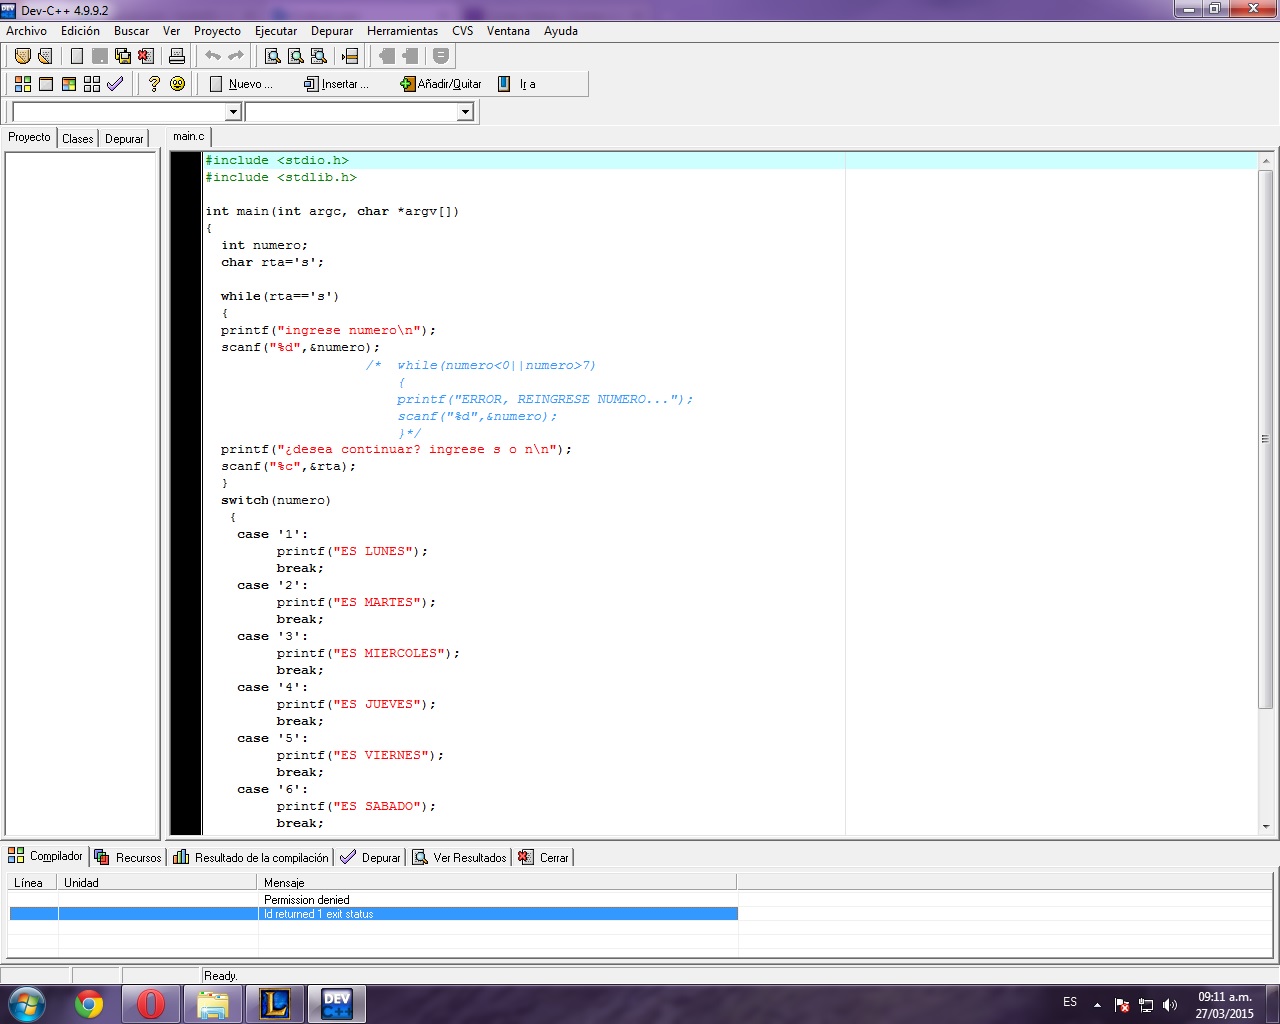 Dev-C++ 4.9.9.2
Archivo Edición Buscar Ver Proyecto Ejecutar Depurar Herramientas CVS Ventana Ayuda
Nuevo ... Insertar ... Añadir/Quitar Ir a
Proyecto Clases Depurar main.c
#include <stdio.h>
#include <stdlib.h>
int main(int argc, char *argv[])
{
int numero;
char rta='s';
while(rta=='s')
{
printf("ingrese numero\n");
scanf("%d",&numero);
/* while(numero<0||numero>7)
{
printf("ERROR, REINGRESE NUMERO...");
scanf("%d",&numero);
}*/
printf("¿desea continuar? ingrese s o n\n");
scanf("%c",&rta);
}
switch(numero)
{
case '1':
printf("ES LUNES");
break;
case '2':
printf("ES MARTES");
break;
case '3':
printf("ES MIERCOLES");
break;
case '4':
printf("ES JUEVES");
break;
case '5':
printf("ES VIERNES");
break;
case '6':
printf("ES SABADO");
break;
Compilador Recursos Resultado de la compilación Depurar Ver Resultados Cerrar
Línea Unidad Mensaje
Permission denied
ld returned 1 exit status
Ready.
DEV C++ ES 09:11 a.m.
27/03/2015